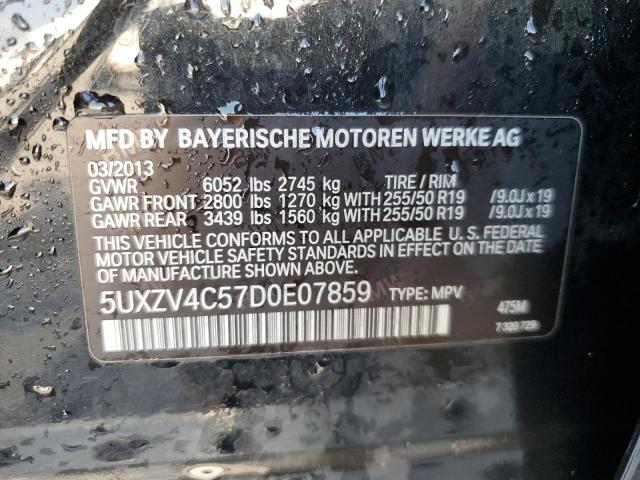 MFD BY BAYERISCHE MOTOREN WERKE AG
03/2013
GVWR 6052 lbs 2745 kg TIRE / RIM
GAWR FRONT 2800 lbs 1270 kg WITH 255/50 R19 /9.0J x 19
GAWR REAR 3439 lbs 1560 kg WITH 255/50 R19 /9.0J x 19
THIS VEHICLE CONFORMS TO ALL APPLICABLE U. S. FEDERAL
MOTOR VEHICLE SAFETY STANDARDS IN EFFECT ON THE DATE
OF MANUFACTURE SHOWN ABOVE.
5UXZV4C57D0E07859 TYPE: MPV 475M
7 320 729